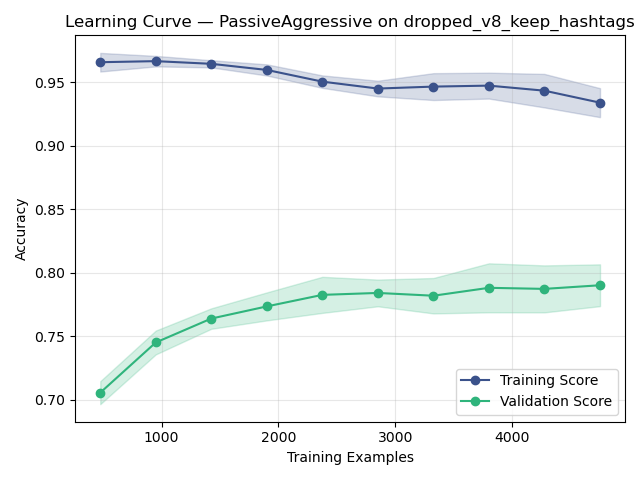 Learning Curve — PassiveAggressive on dropped_v8_keep_hashtags
0.95
0.90
0.85
0.80
0.75
0.70
Accuracy
1000
2000
3000
4000
Training Examples
Training Score
Validation Score